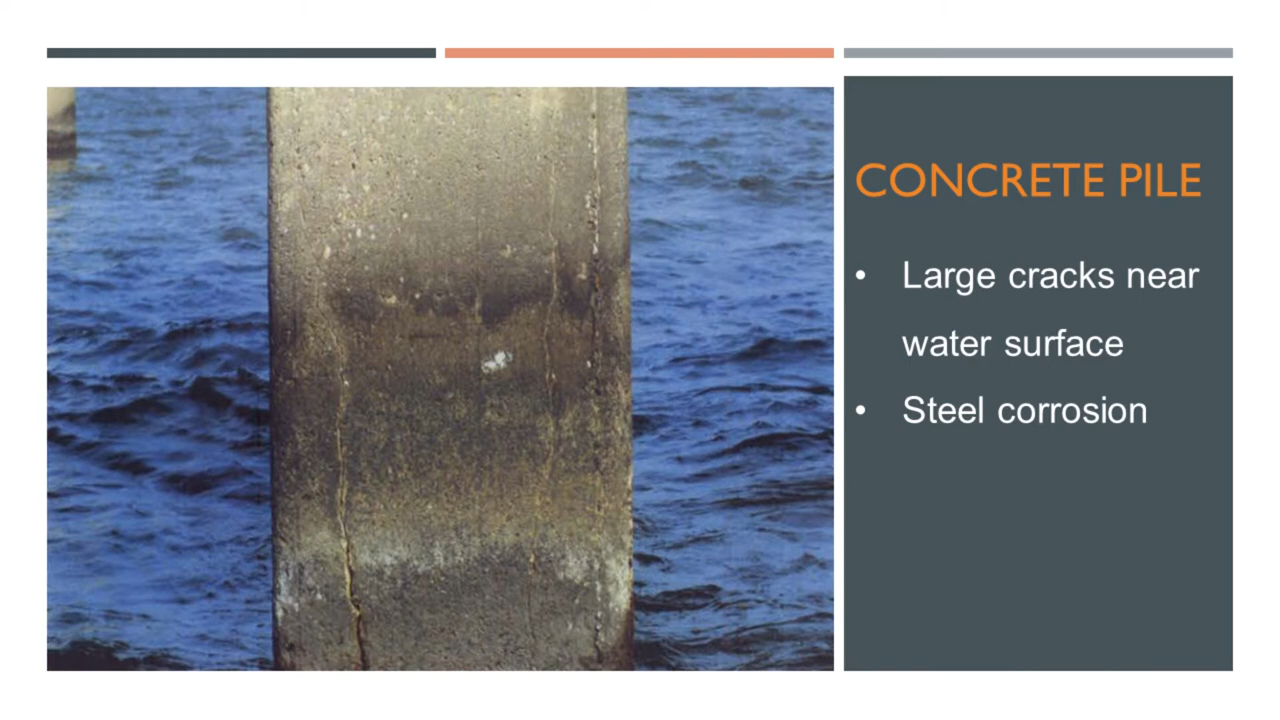 CONCRETE PILE
• Large cracks near
water surface
• Steel corrosion